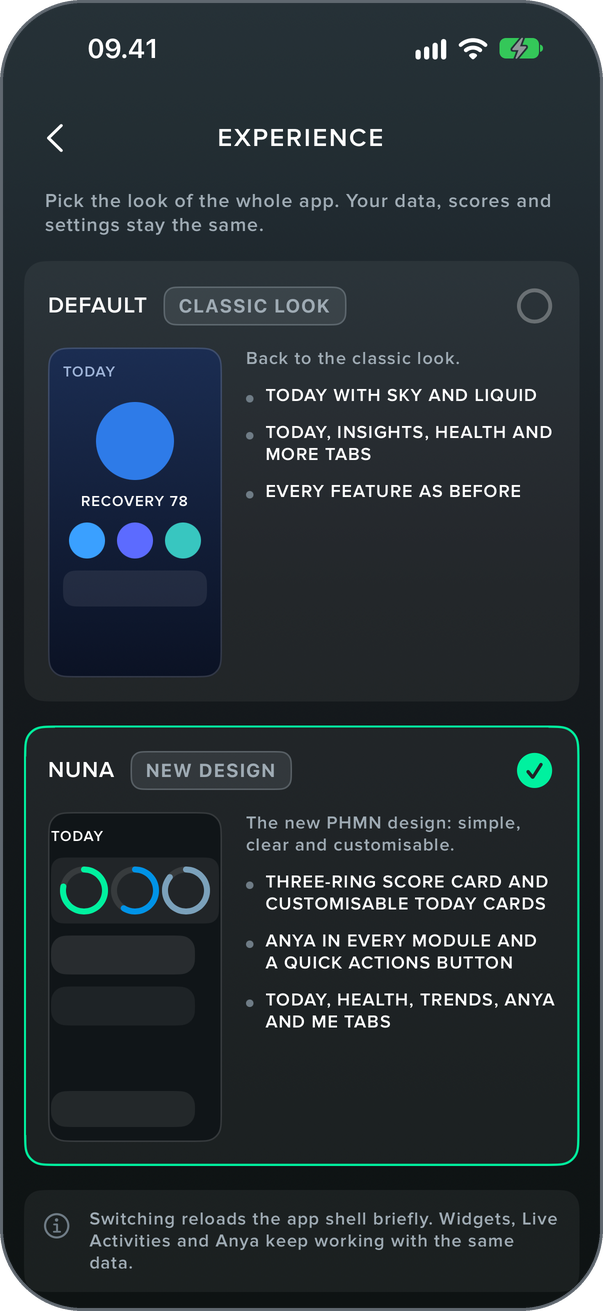 09.41
EXPERIENCE
Pick the look of the whole app. Your data, scores and
settings stay the same.
DEFAULT
CLASSIC LOOK
TODAY
RECOVERY 78
Back to the classic look.
TODAY WITH SKY AND LIQUID
TODAY, INSIGHTS, HEALTH AND
MORE TABS
EVERY FEATURE AS BEFORE
NUNA
NEW DESIGN
TODAY
The new PHMN design: simple,
clear and customisable.
THREE-RING SCORE CARD AND
CUSTOMISABLE TODAY CARDS
ANYA IN EVERY MODULE AND
A QUICK ACTIONS BUTTON
TODAY, HEALTH, TRENDS, ANYA
AND ME TABS
Switching reloads the app shell briefly. Widgets, Live
Activities and Anya keep working with the same
data.